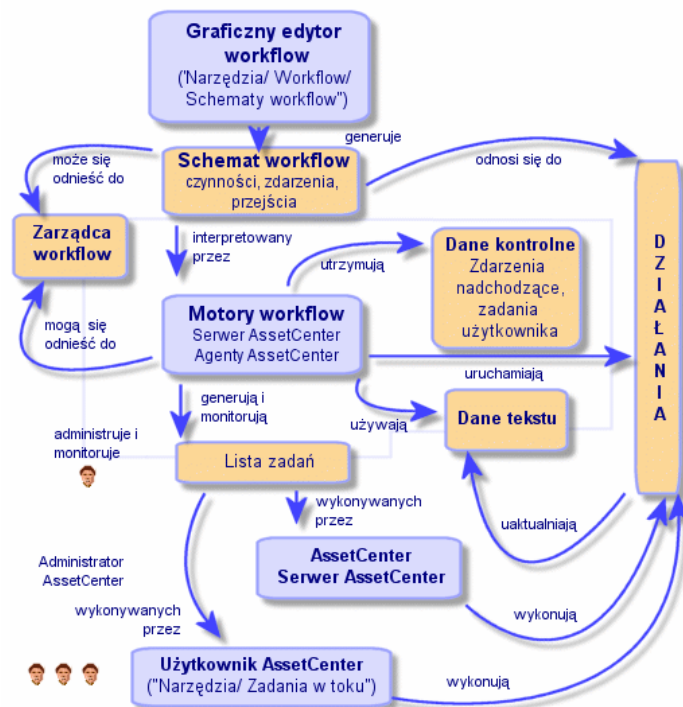 Graficzny edytor
workflow
("Narzędzia/ Workflow/
Schematy workflow")
generuje
może się
odnieść do
Schemat workflow
czynności, zdarzenia,
przejścia
odnosi się do
Zarządca
workflow
interpretowany
przez
utrzymują
Dane kontrolne
Zdarzenia
nadchodzące,
zadania
użytkownika
DZIAŁANIA
mogą się
odnieść do
Motory workflow
Serwer AssetCenter
Agenty AssetCenter
uruchamiają
generują i
monitorują
używają
Dane tekstu
administruje i
monitoruje
Lista zadań
wykonywanych
przez
uaktualniają
Administrator
AssetCenter
AssetCenter
Serwer AssetCenter
wykonywanych
przez
wykonują
Użytkownik AssetCenter
("Narzędzia/ Zadania w toku")
wykonują